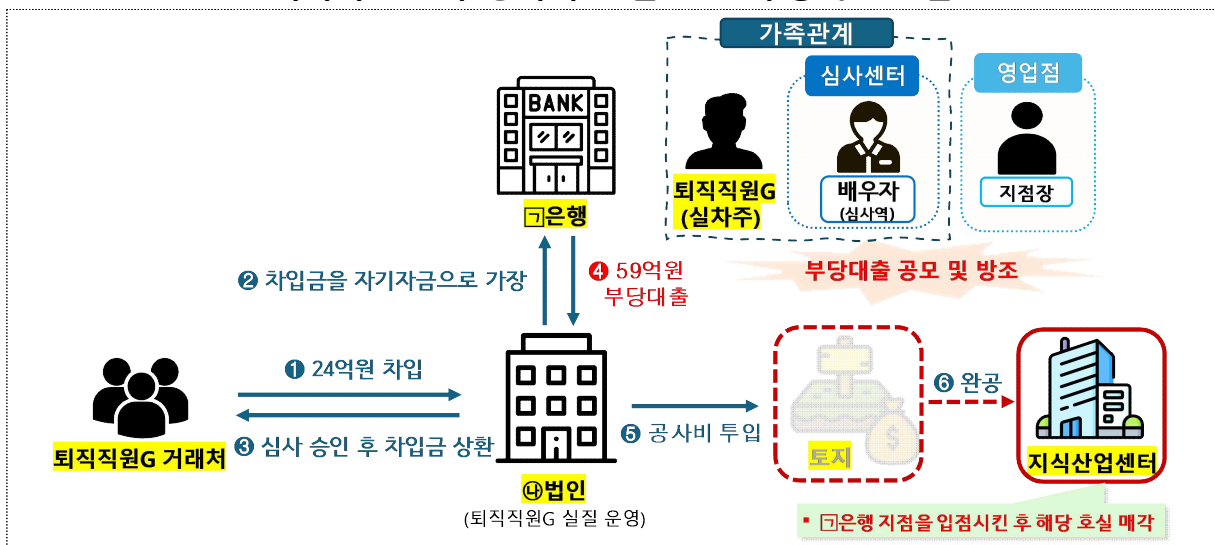 가족관계
심사센터
영업점
BANK
퇴직직원G
(실차주)
배우자
(심사역)
지점장
㉠은행
부당대출 공모 및 방조
❷ 차입금을 자기자금으로 가장
❹ 59억원
부당대출
❶ 24억원 차입
❸ 심사 승인 후 차입금 상환
❺ 공사비 투입
❻ 완공
퇴직직원G 거래처
토지
지식산업센터
㉯법인
(퇴직직원G 실질 운영)
▪ ㉠은행 지점을 입점시킨 후 해당 호실 매각